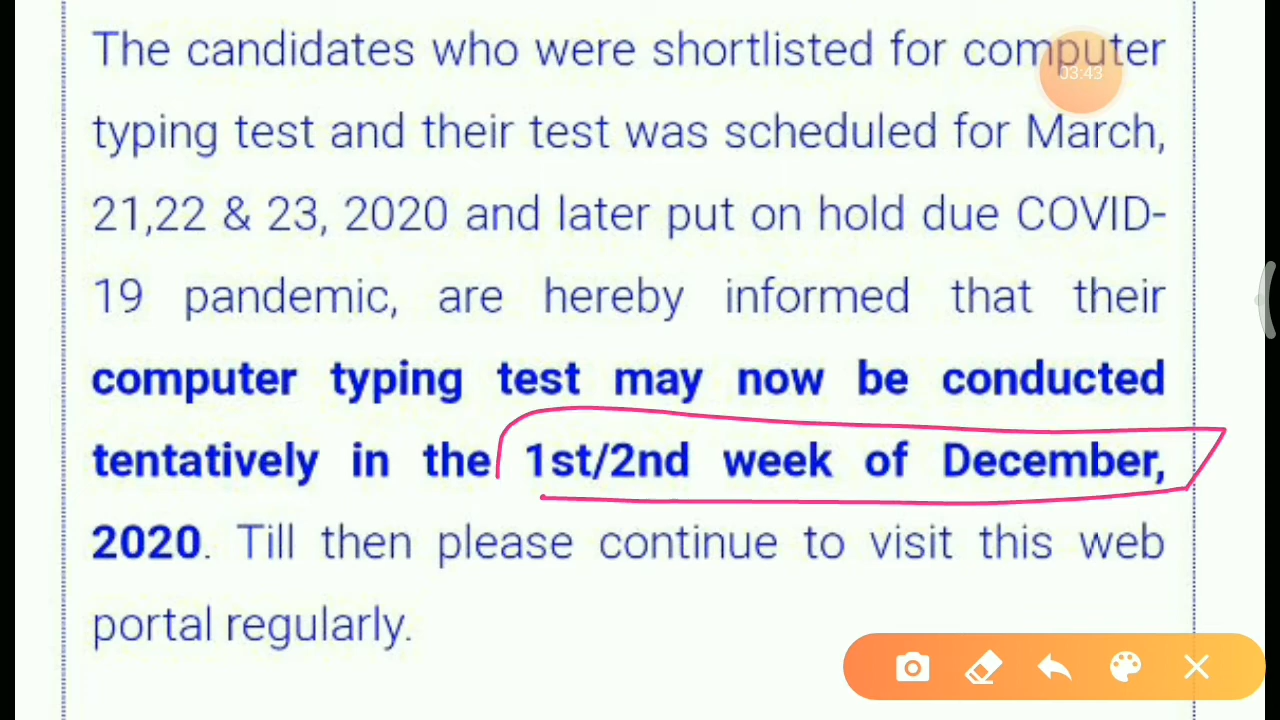 The candidates who were shortlisted for computer
typing test and their test was scheduled for March,
21,22 & 23, 2020 and later put on hold due COVID-
19 pandemic, are hereby informed that their
computer typing test may now be conducted
tentatively in the 1st/2nd week of December,
2020. Till then please continue to visit this web
portal regularly.
03:43